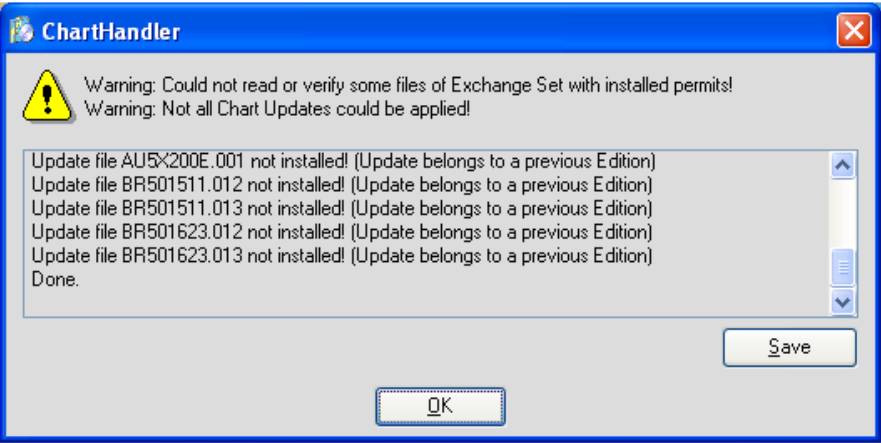 ChartHandler
Warning: Could not read or verify some files of Exchange Set with installed permits!
Warning: Not all Chart Updates could be applied!
Update file AU5X200E.001 not installed! (Update belongs to a previous Edition)
Update file BR501511.012 not installed! (Update belongs to a previous Edition)
Update file BR501511.013 not installed! (Update belongs to a previous Edition)
Update file BR501623.012 not installed! (Update belongs to a previous Edition)
Update file BR501623.013 not installed! (Update belongs to a previous Edition)
Done.
Save
OK